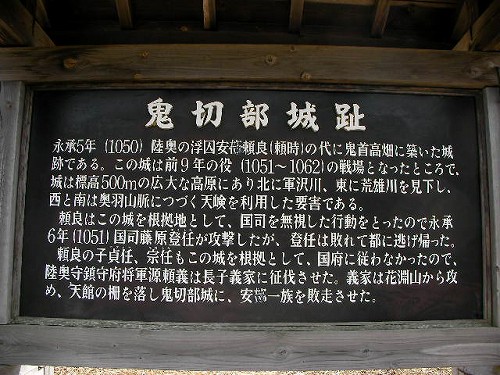 鬼切部城趾
永承5年（1050）陸奥の浮囚安倍頼良（頼時）の代に鬼首高畑に築いた城
跡である。この城は前9年の役（1051～1062）の戦場となったところで、
城は標高500mの広大な高原にあり北に軍沢川、東に荒雄川を見下し、
西と南は奥羽山脈につづく天険を利用した要害である。
頼良はこの城を根拠地として、国司を無視した行動をとったので永承
6年（1051）国司藤原登任が攻撃したが、登任は敗れて都に逃げ帰った。
頼良の子貞任、宗任もこの城を根拠として、国府に従わなかったので、
陸奥守鎮守府将軍源頼義は長子義家に征伐させた。義家は花淵山から攻
め、天館の柵を落し鬼切部城に、安倍一族を敗走させた。